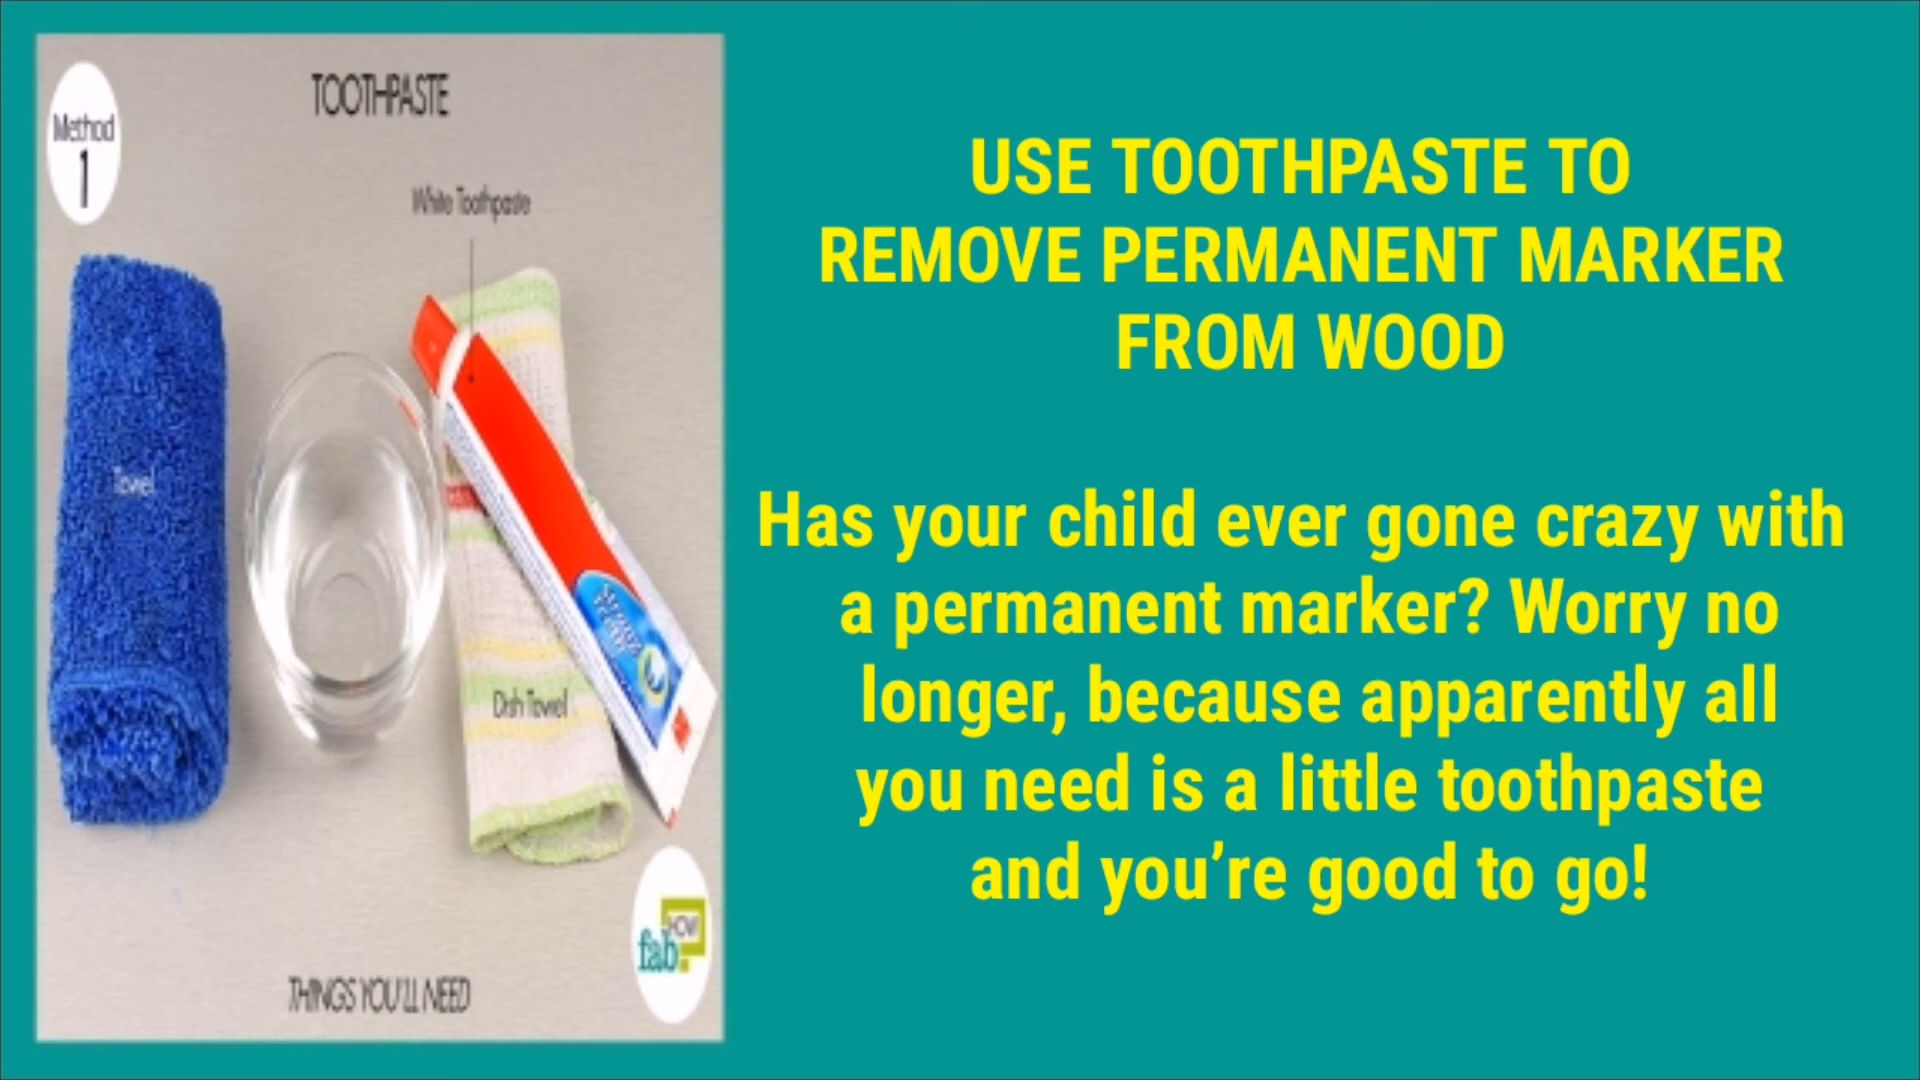 Method
1
TOOTHPASTE
White Toothpaste
Towel
Dish Towel
HOW
fab
THINGS YOU'LL NEED
USE TOOTHPASTE TO
REMOVE PERMANENT MARKER
FROM WOOD
Has your child ever gone crazy with
a permanent marker? Worry no
longer, because apparently all
you need is a little toothpaste
and you’re good to go!